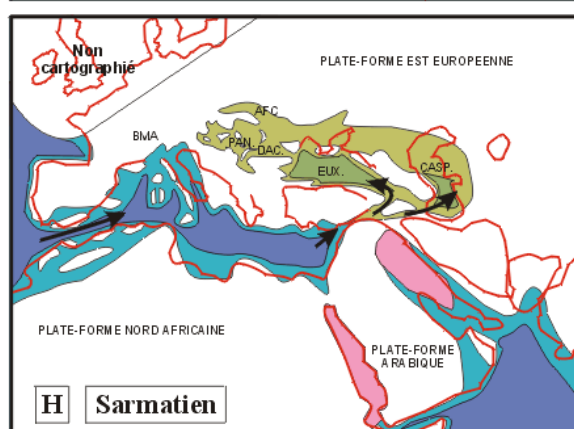 Non
cartographié
PLATE-FORME EST EUROPEENNE
AFC
BMA
PAN.
DAC.
EUX.
CASP.
PLATE-FORME NORD AFRICAINE
PLATE-FORME
ARABIQUE
H
Sarmatien